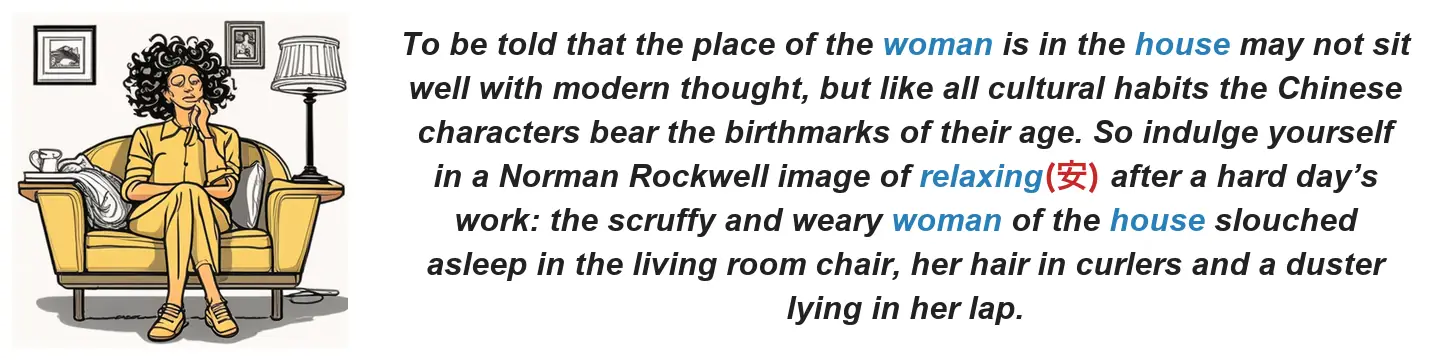 To be told that the place of the woman is in the house may not sit
well with modern thought, but like all cultural habits the Chinese
characters bear the birthmarks of their age. So indulge yourself
in a Norman Rockwell image of relaxing(安) after a hard day’s
work: the scruffy and weary woman of the house slouched
asleep in the living room chair, her hair in curlers and a duster
lying in her lap.